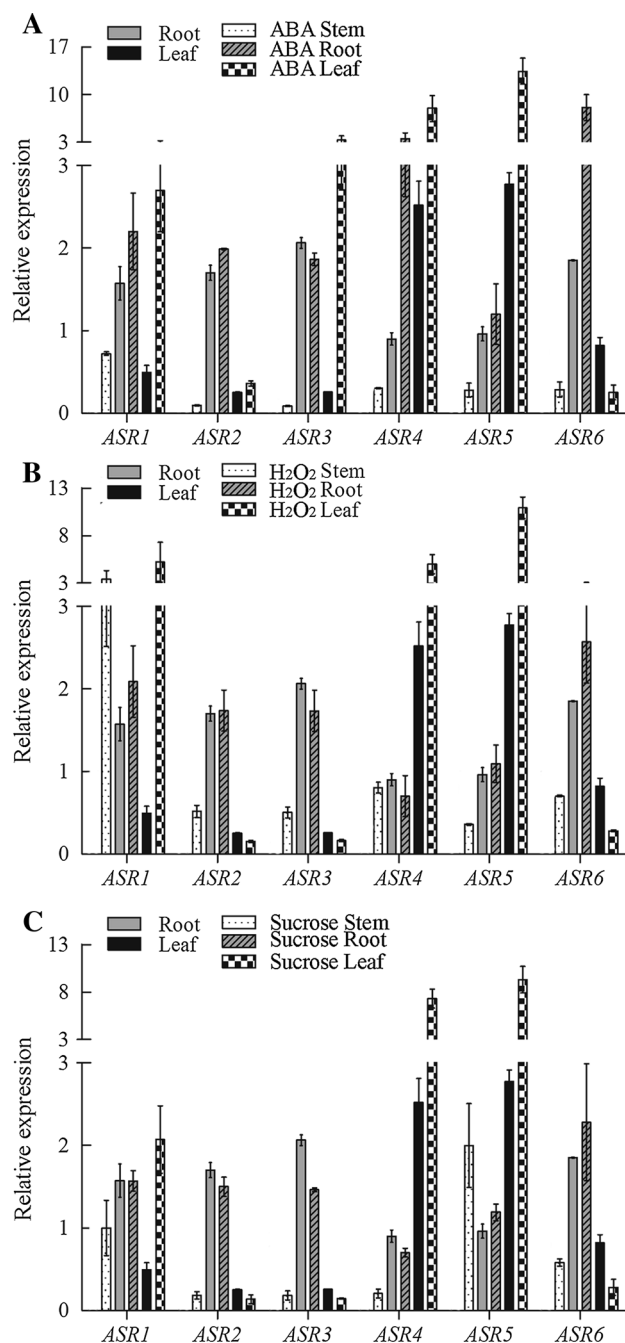 A
Root
Leaf
ABA Stem
ABA Root
ABA Leaf
Relative expression
17
10
3
3
2
1
0
ASR1 ASR2 ASR3 ASR4 ASR5 ASR6
B
Root
Leaf
H2O2 Stem
H2O2 Root
H2O2 Leaf
Relative expression
13
8
3
3
2
1
0
ASR1 ASR2 ASR3 ASR4 ASR5 ASR6
C
Root
Leaf
Sucrose Stem
Sucrose Root
Sucrose Leaf
Relative expression
13
8
3
3
2
1
0
ASR1 ASR2 ASR3 ASR4 ASR5 ASR6